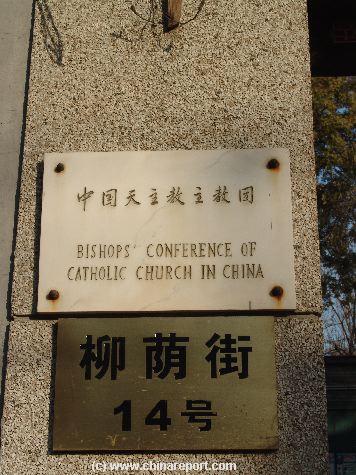 中国天主教主教团
BISHOPS' CONFERENCE OF
CATHOLIC CHURCH IN CHINA
柳荫街
14号
(c) www.chinareport.com